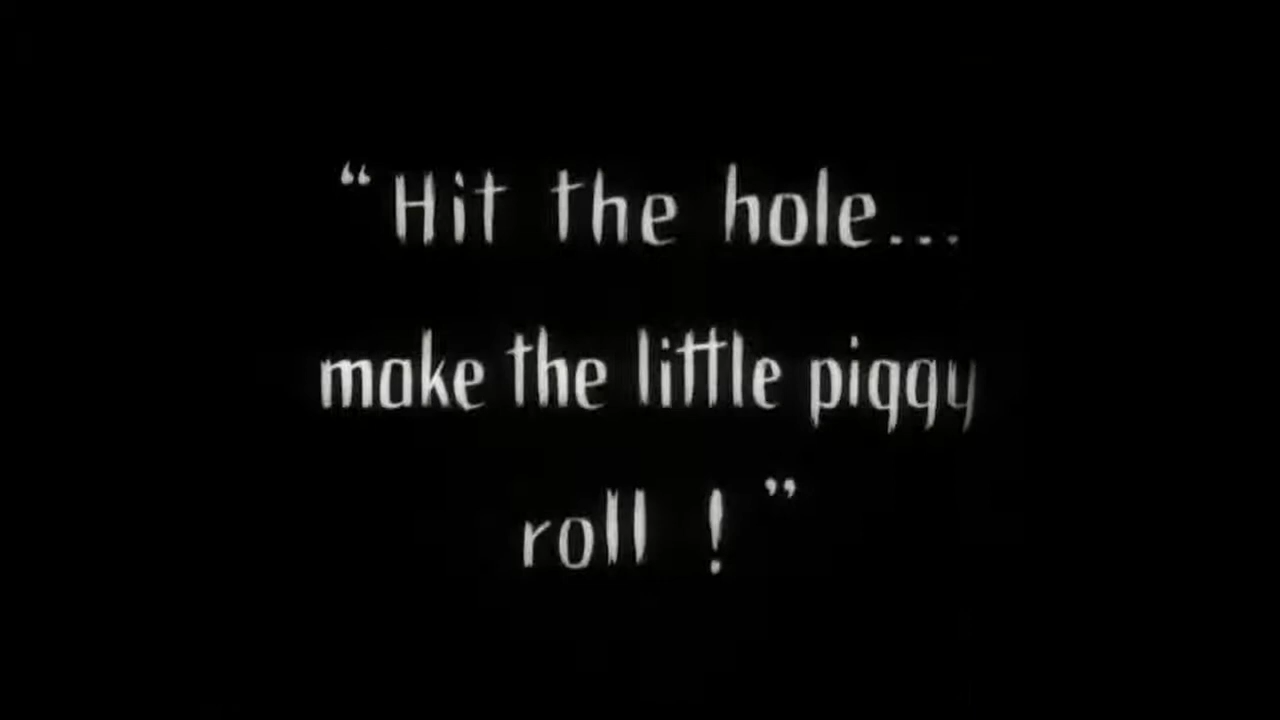 “Hit the hole...
make the little piggy
roll !”